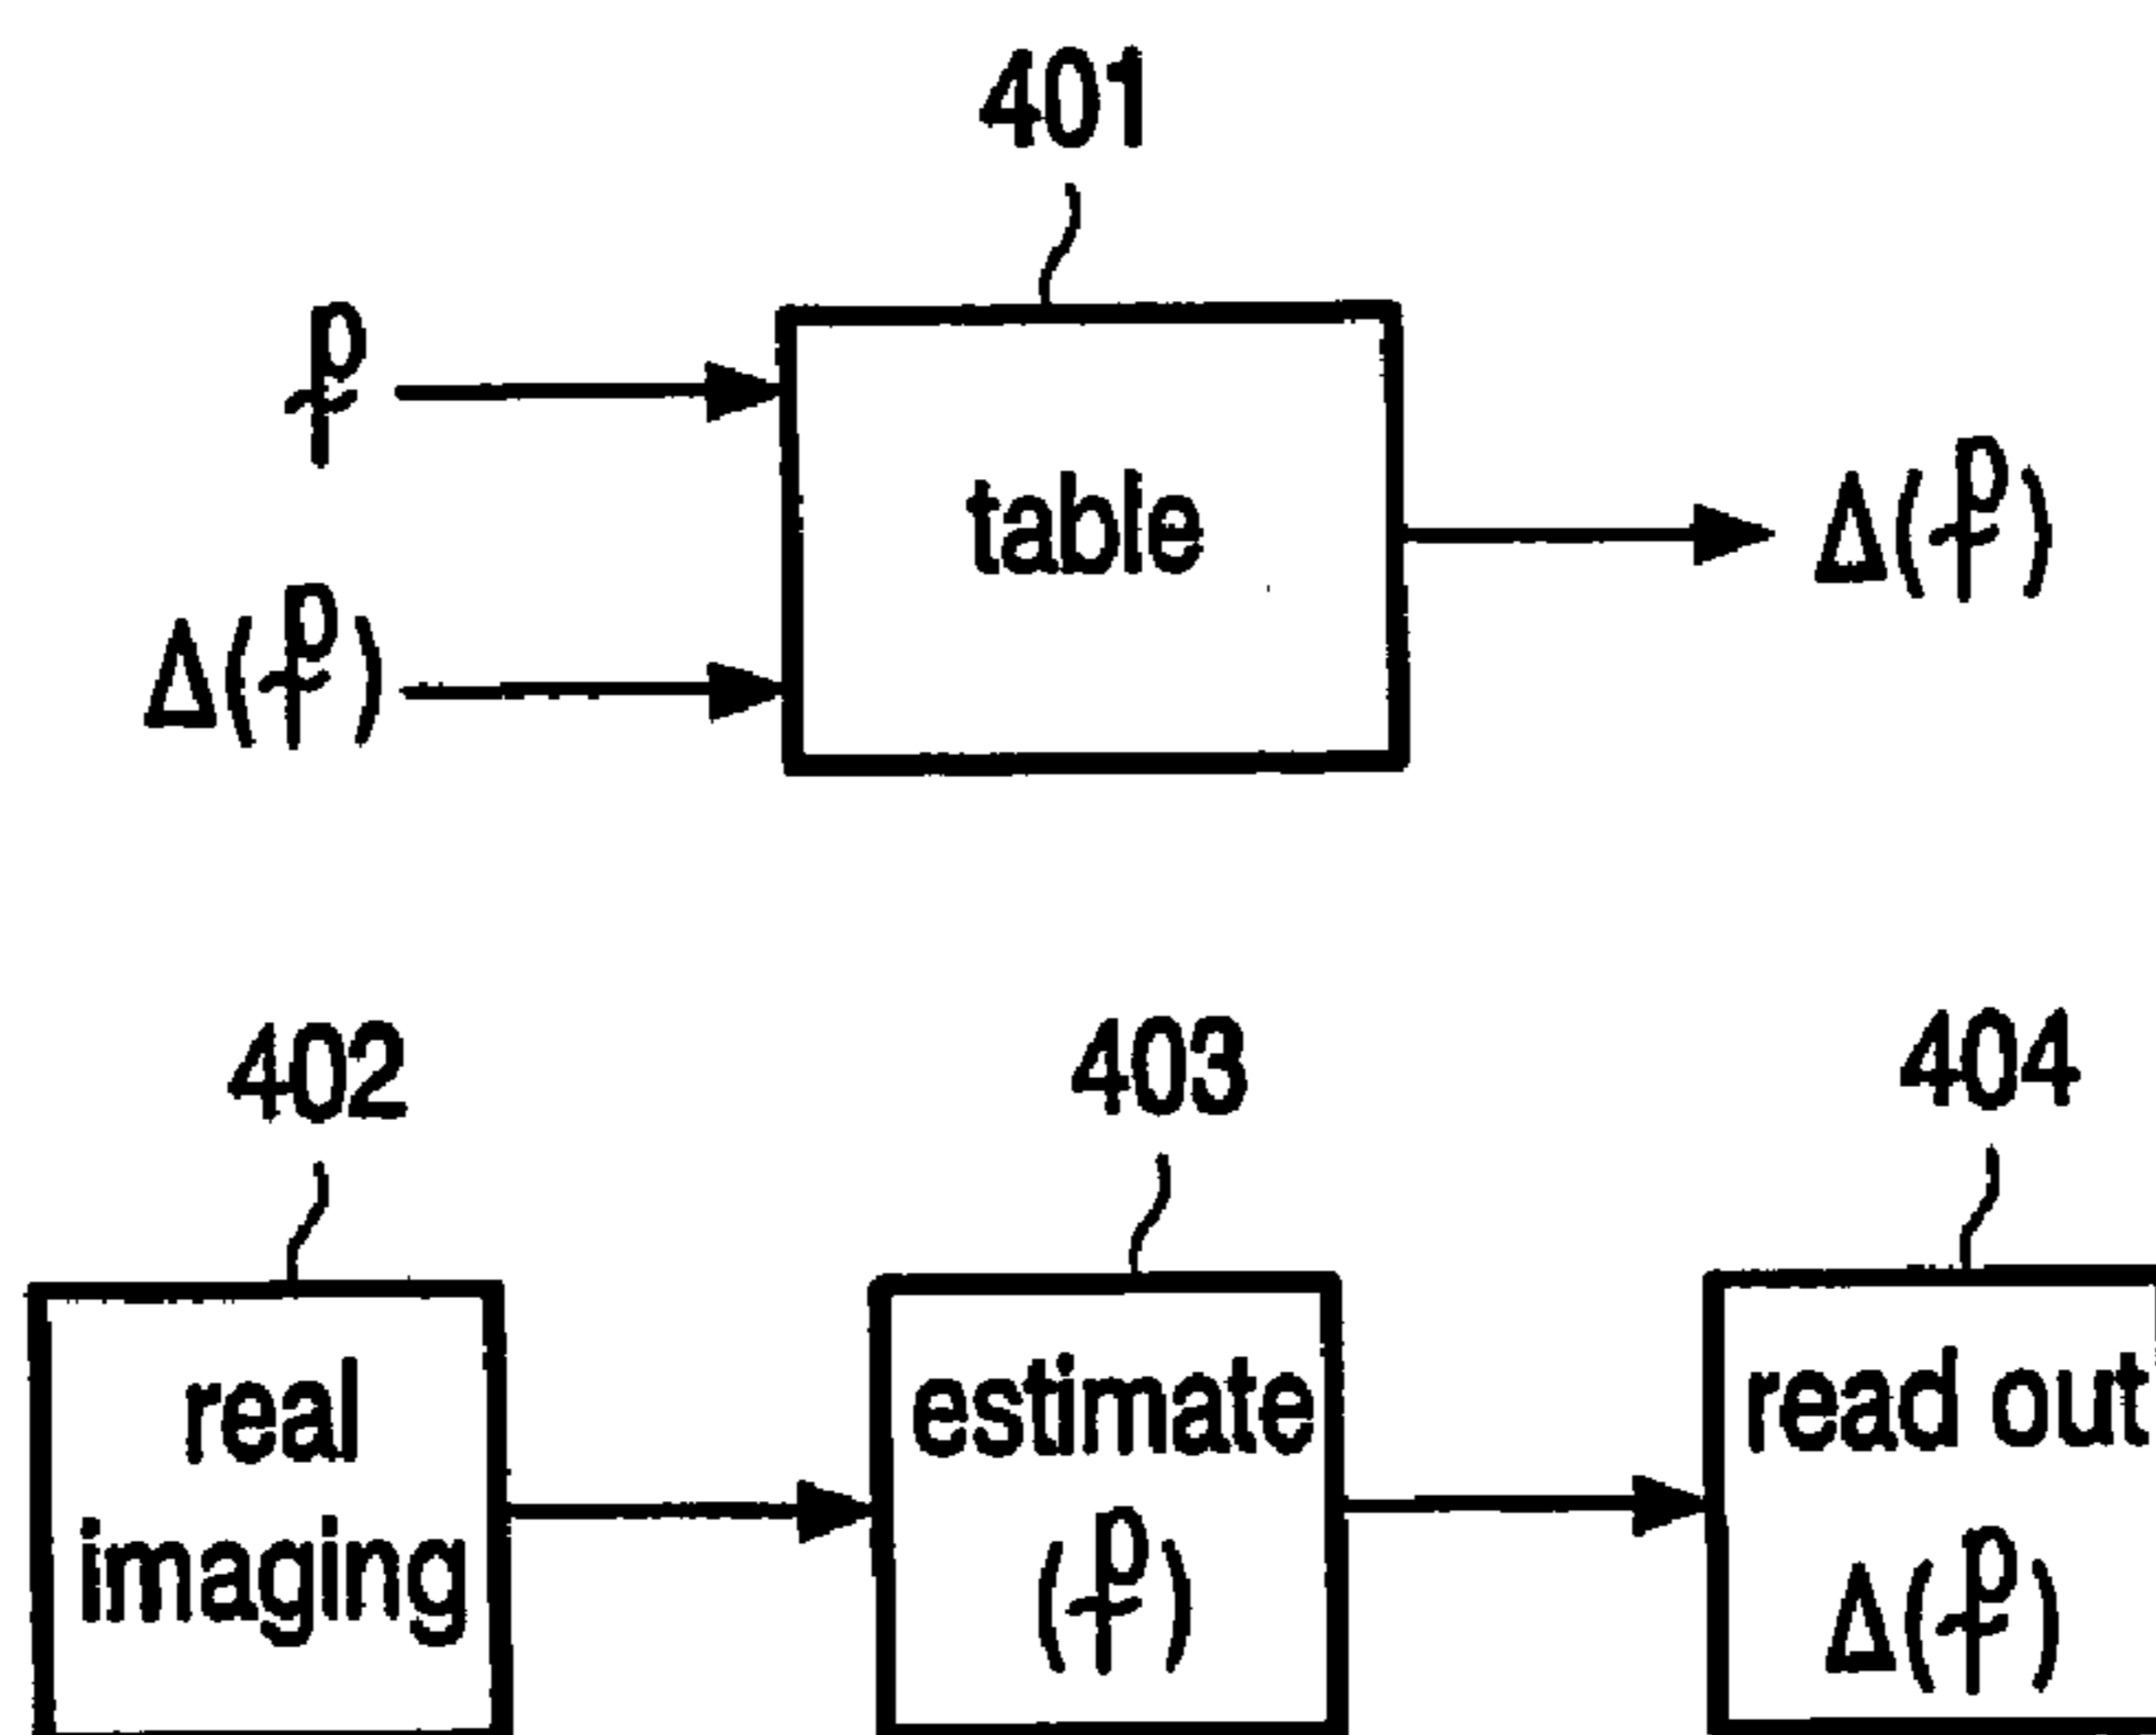 401
p
table
Δ(p)
Δ(p)
402
403
404
real
imaging
estimate
(p)
read out
Δ(p)